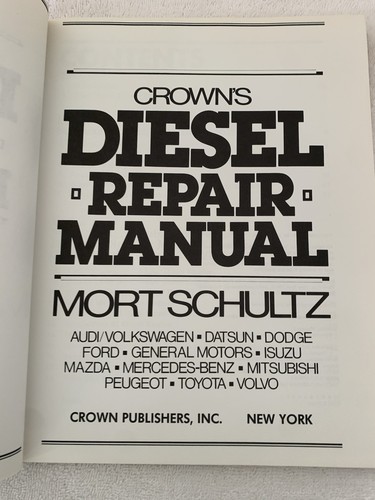 CROWN'S
DIESEL
▪ REPAIR ▪
MANUAL
MORT SCHULTZ
AUDI/VOLKSWAGEN ▪ DATSUN ▪ DODGE
FORD ▪ GENERAL MOTORS ▪ ISUZU
MAZDA ▪ MERCEDES-BENZ ▪ MITSUBISHI
PEUGEOT ▪ TOYOTA ▪ VOLVO
CROWN PUBLISHERS, INC. NEW YORK